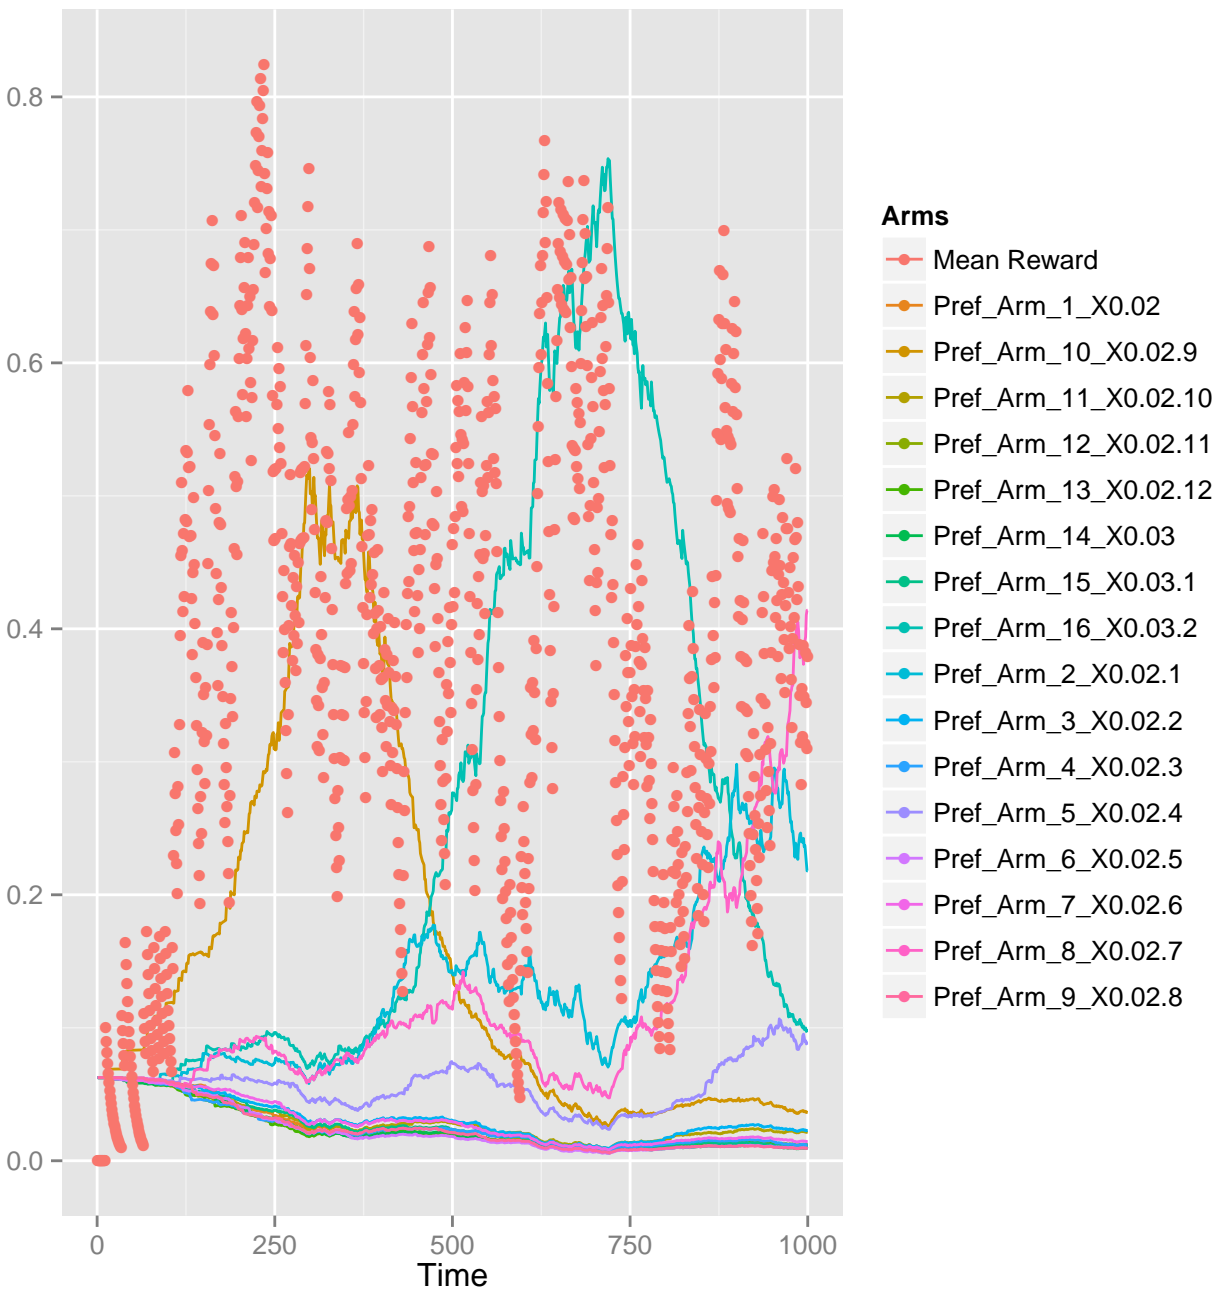 0.8
0.6
0.4
0.2
0.0
0
250
500
750
1000
Time
Arms
Mean Reward
Pref_Arm_1_X0.02
Pref_Arm_10_X0.02.9
Pref_Arm_11_X0.02.10
Pref_Arm_12_X0.02.11
Pref_Arm_13_X0.02.12
Pref_Arm_14_X0.03
Pref_Arm_15_X0.03.1
Pref_Arm_16_X0.03.2
Pref_Arm_2_X0.02.1
Pref_Arm_3_X0.02.2
Pref_Arm_4_X0.02.3
Pref_Arm_5_X0.02.4
Pref_Arm_6_X0.02.5
Pref_Arm_7_X0.02.6
Pref_Arm_8_X0.02.7
Pref_Arm_9_X0.02.8